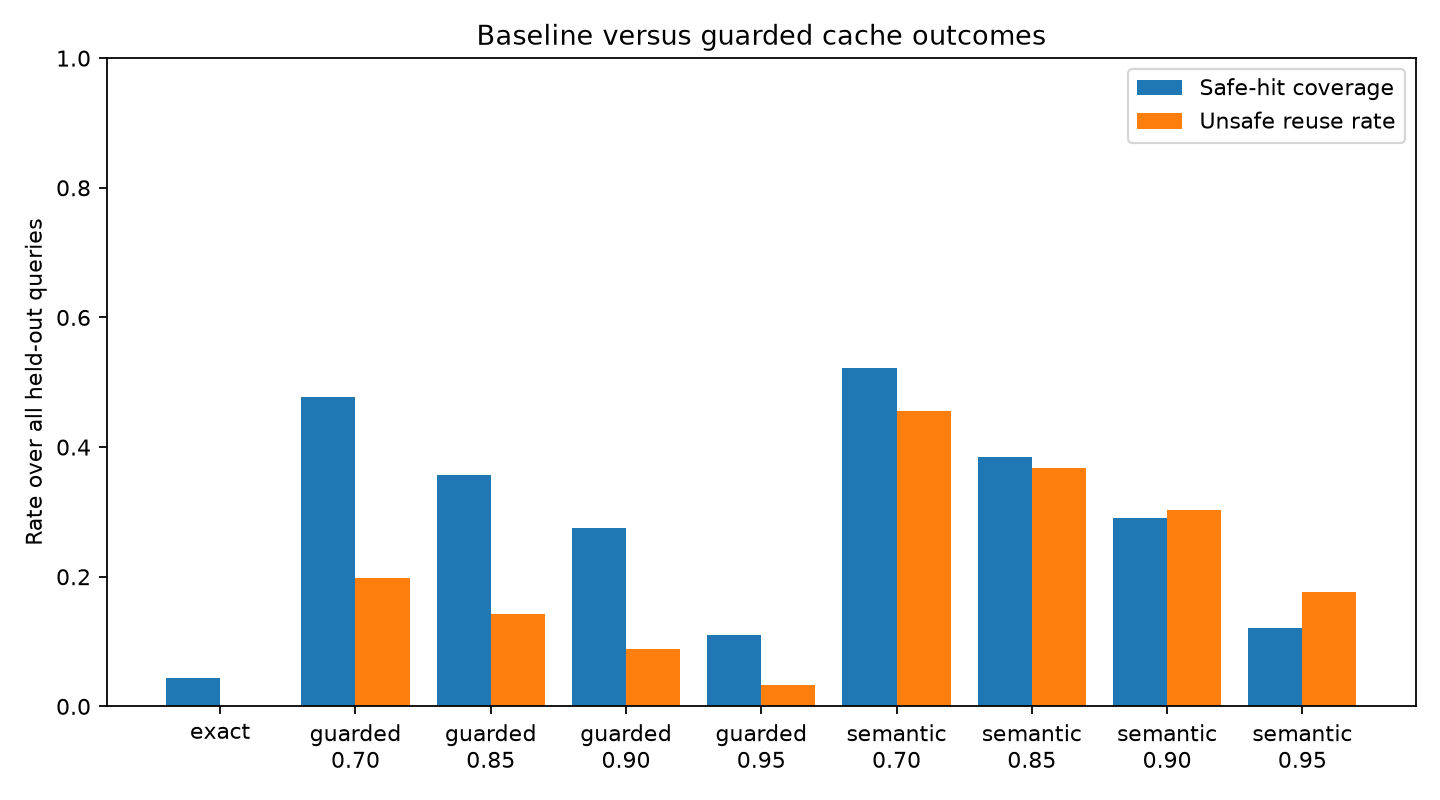 Baseline versus guarded cache outcomes
1.0
0.8
0.6
0.4
0.2
0.0
Rate over all held-out queries
Safe-hit coverage
Unsafe reuse rate
exact
guarded
0.70
guarded
0.85
guarded
0.90
guarded
0.95
semantic
0.70
semantic
0.85
semantic
0.90
semantic
0.95